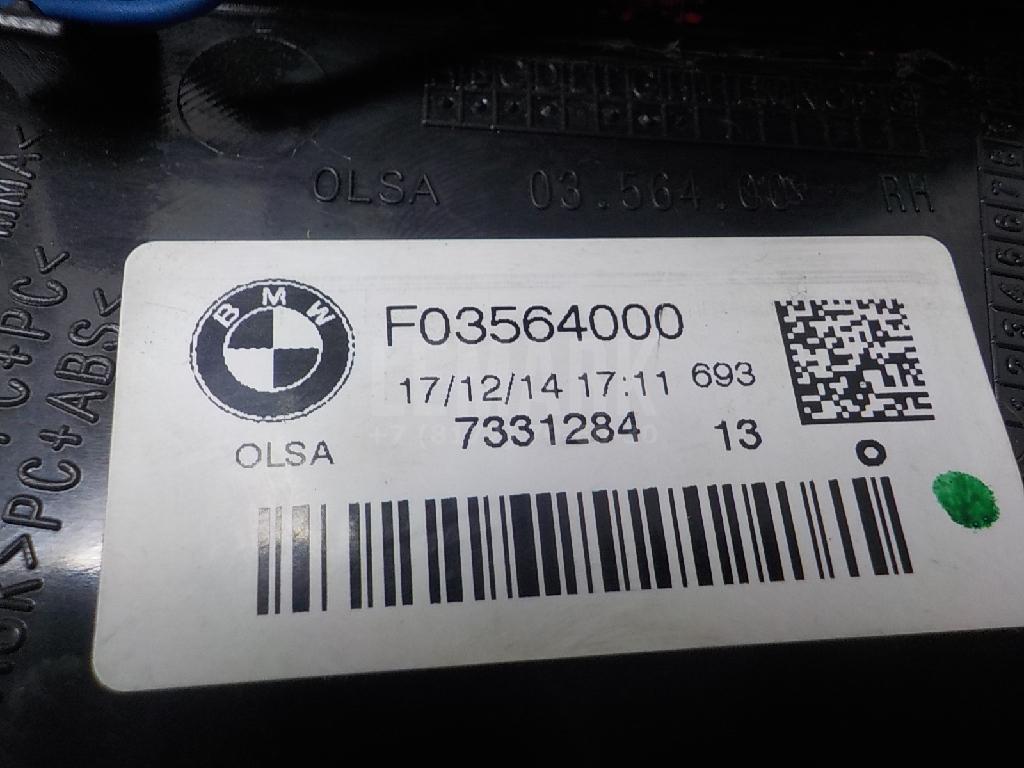 OLSA 03.564.00 RH
BMW
F03564000
17/12/14 17:11 693
7331284 13
OLSA
>PC+ABS<